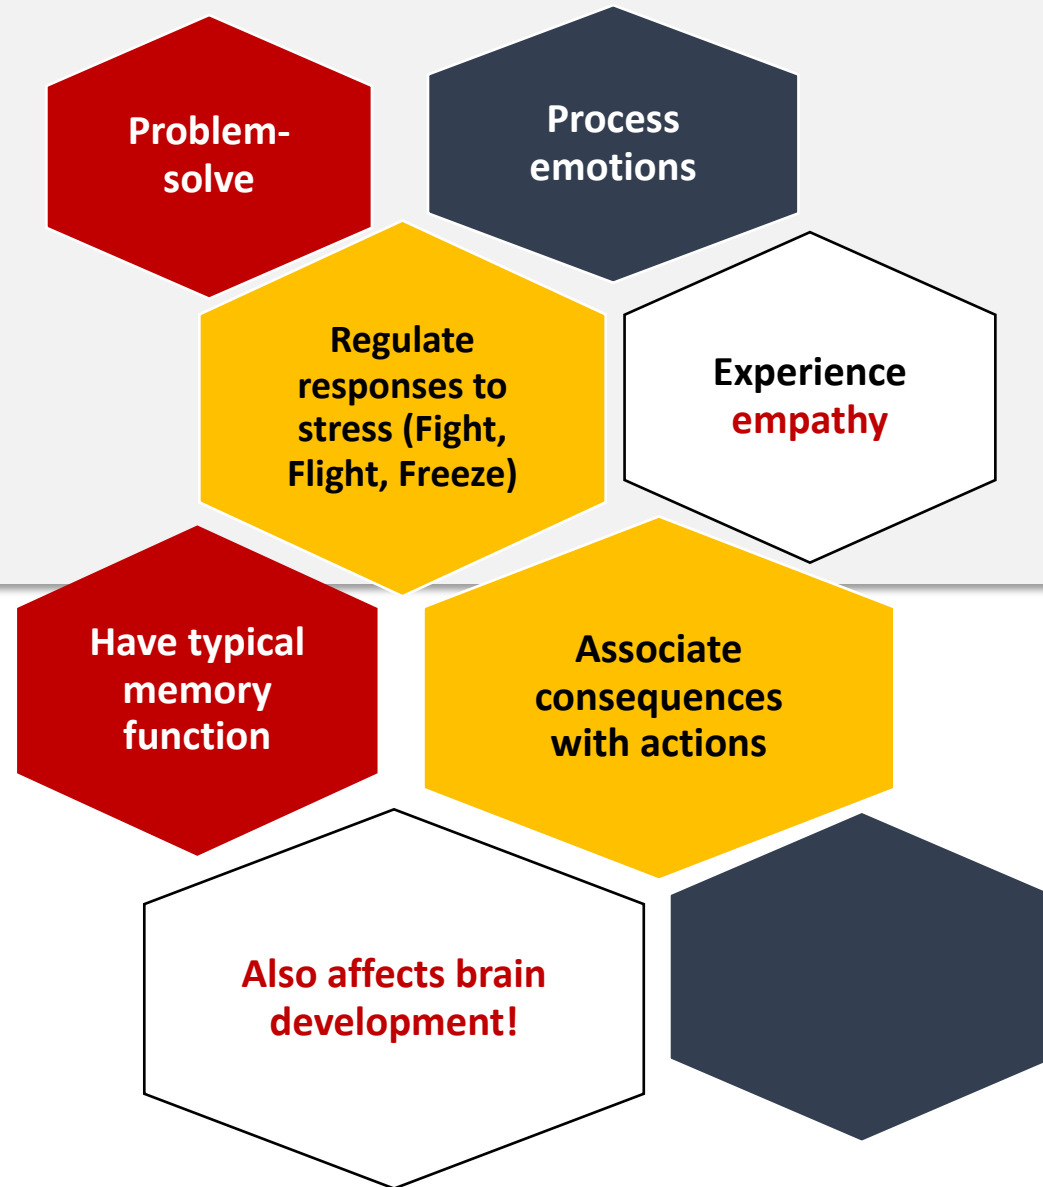 Problem-
solve
Process
emotions
Regulate
responses to
stress (Fight,
Flight, Freeze)
Experience
empathy
Have typical
memory
function
Associate
consequences
with actions
Also affects brain
development!